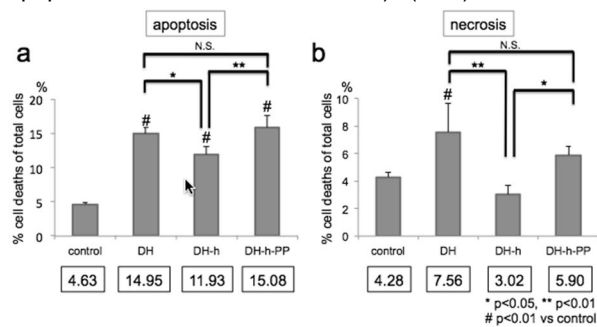 apoptosis
necrosis
a
N.S.
*
**
%
% cell deaths of total cells
20
15
10
5
0
#
#
#
control DH DH-h DH-h-PP
4.63 14.95 11.93 15.08
b
N.S.
**
*
%
% cell deaths of total cells
10
8
6
4
2
0
#
control DH DH-h DH-h-PP
4.28 7.56 3.02 5.90
* p<0.05, ** p<0.01
# p<0.01 vs control